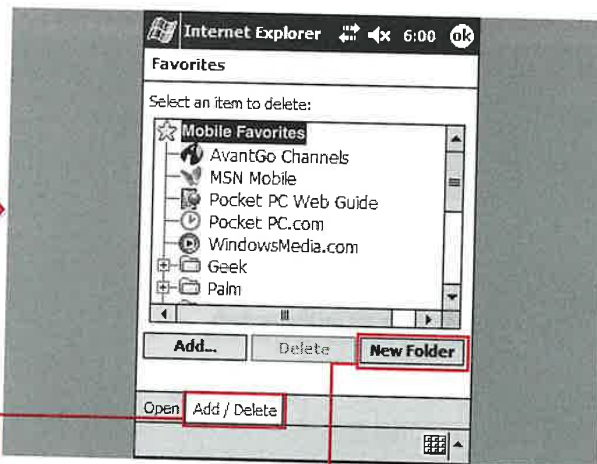 Internet Explorer 6:00 ok
Favorites
Select an item to delete:
Mobile Favorites
AvantGo Channels
MSN Mobile
Pocket PC Web Guide
Pocket PC.com
WindowsMedia.com
Geek
Palm
Add... Delete New Folder
Open Add / Delete